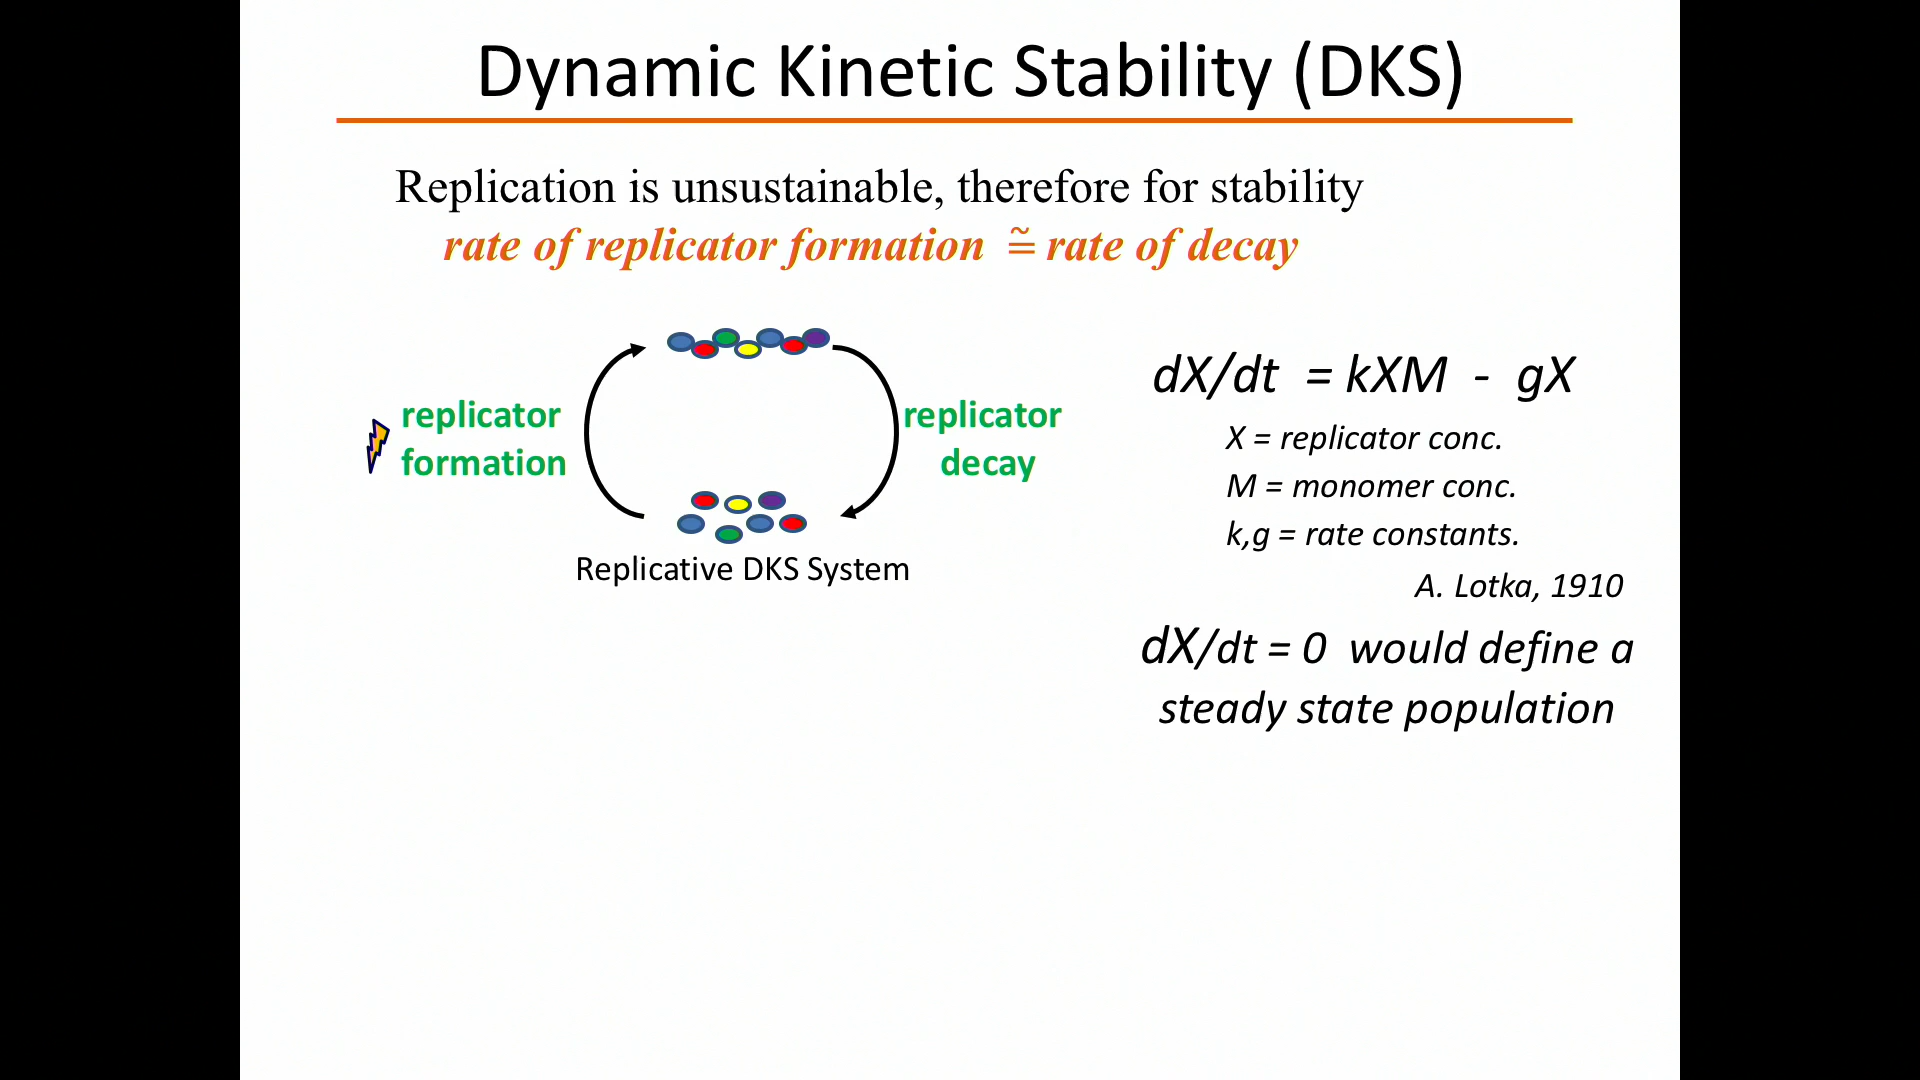 Dynamic Kinetic Stability (DKS)
Replication is unsustainable, therefore for stability
rate of replicator formation ≅ rate of decay
replicator
formation
replicator
decay
Replicative DKS System
dX/dt = kXM - gX
X = replicator conc.
M = monomer conc.
k,g = rate constants.
A. Lotka, 1910
dX/dt = 0 would define a
steady state population